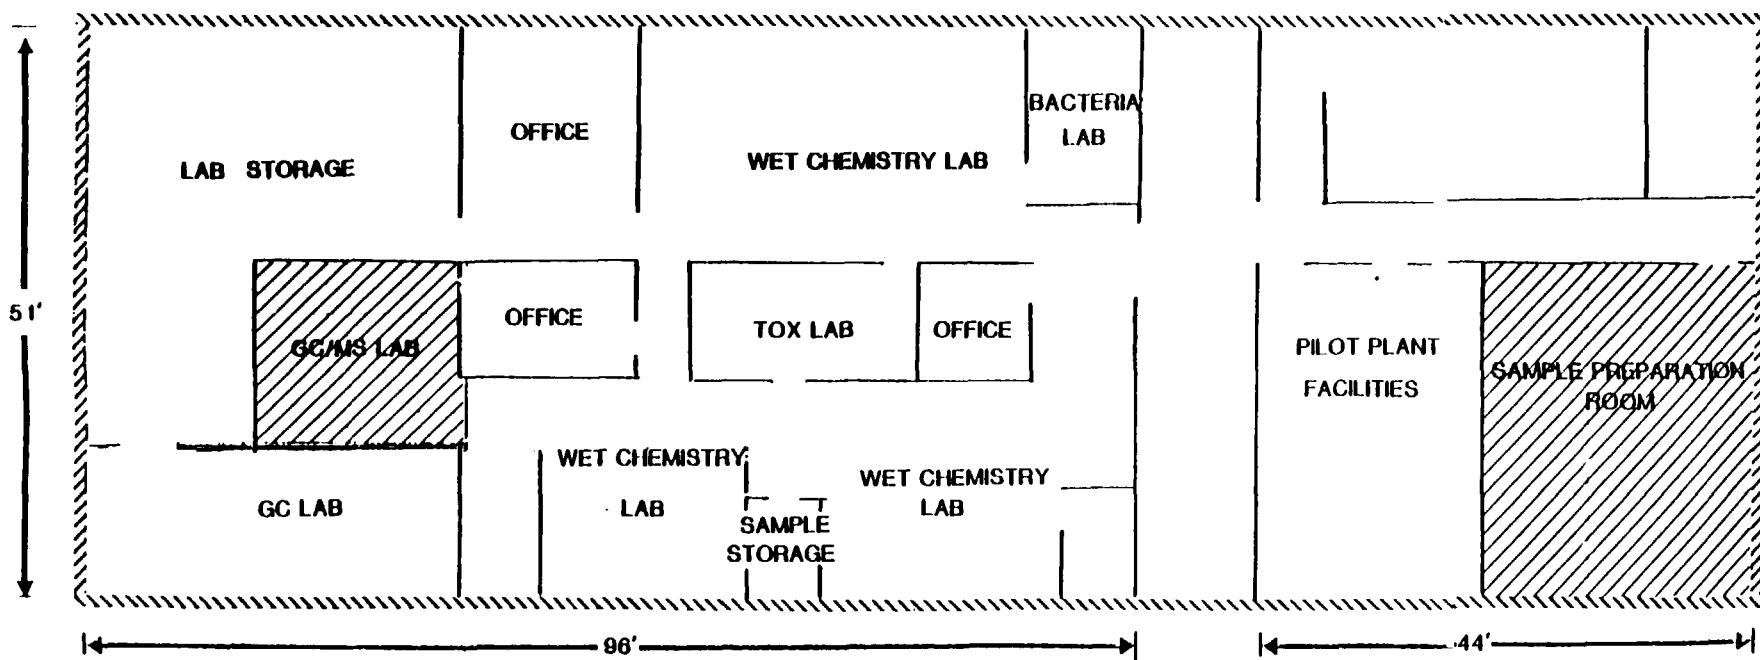 BACTERIA
LAB
OFFICE
WET CHEMISTRY LAB
LAB STORAGE
51'
OFFICE
TOX LAB
OFFICE
GC/MS LAB
PILOT PLANT
FACILITIES
SAMPLE PREPARATION
ROOM
WET CHEMISTRY
LAB
WET CHEMISTRY
LAB
GC LAB
SAMPLE
STORAGE
96'
44'